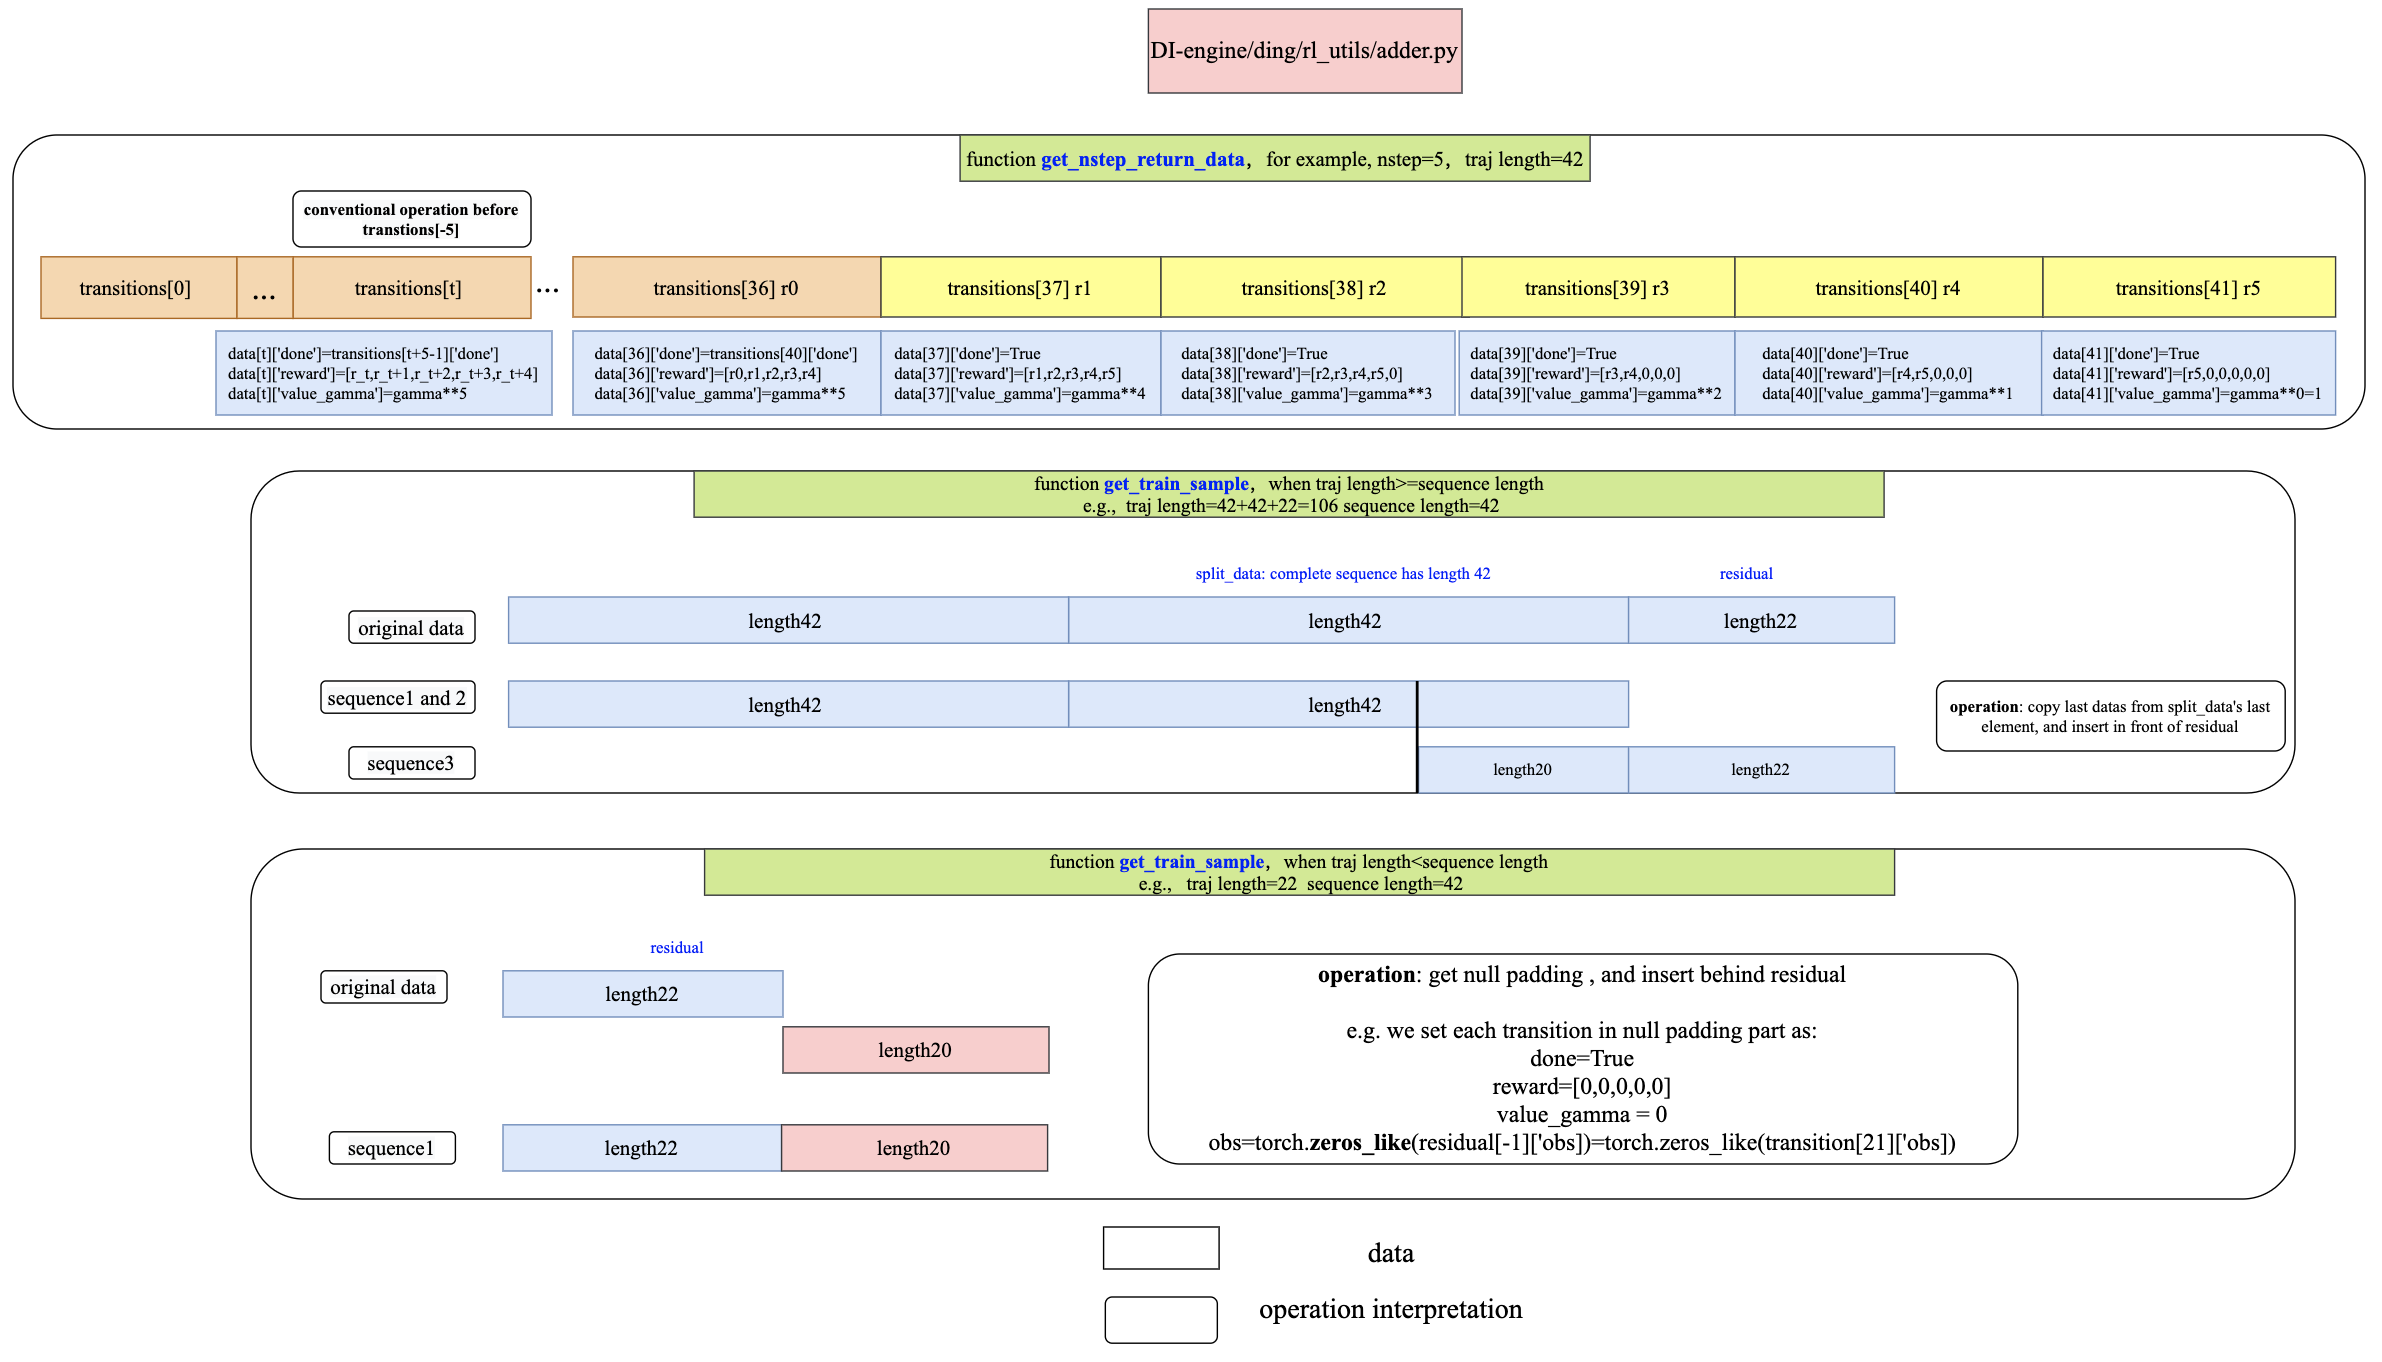 DI-engine/ding/rl_utils/adder.py
function get_nstep_return_data, for example, nstep=5, traj length=42
conventional operation before
transtions[-5]
transitions[0]
...
transitions[t]
...
transitions[36] r0
transitions[37] r1
transitions[38] r2
transitions[39] r3
transitions[40] r4
transitions[41] r5
data[t]['done']=transitions[t+5-1]['done']
data[t]['reward']=[r_t,r_t+1,r_t+2,r_t+3,r_t+4]
data[t]['value_gamma']=gamma**5
data[36]['done']=transitions[40]['done']
data[36]['reward']=[r0,r1,r2,r3,r4]
data[36]['value_gamma']=gamma**5
data[37]['done']=True
data[37]['reward']=[r1,r2,r3,r4,r5]
data[37]['value_gamma']=gamma**4
data[38]['done']=True
data[38]['reward']=[r2,r3,r4,r5,0]
data[38]['value_gamma']=gamma**3
data[39]['done']=True
data[39]['reward']=[r3,r4,0,0,0]
data[39]['value_gamma']=gamma**2
data[40]['done']=True
data[40]['reward']=[r4,r5,0,0,0]
data[40]['value_gamma']=gamma**1
data[41]['done']=True
data[41]['reward']=[r5,0,0,0,0,0]
data[41]['value_gamma']=gamma**0=1
function get_train_sample, when traj length>=sequence length
e.g., traj length=42+42+22=106 sequence length=42
split_data: complete sequence has length 42
residual
original data
length42
length42
length22
sequence1 and 2
length42
length42
operation: copy last datas from split_data's last
element, and insert in front of residual
sequence3
length20
length22
function get_train_sample, when traj length<sequence length
e.g., traj length=22 sequence length=42
residual
original data
length22
length20
sequence1
length22
length20
operation: get null padding , and insert behind residual
e.g. we set each transition in null padding part as:
done=True
reward=[0,0,0,0,0]
value_gamma = 0
obs=torch.zeros_like(residual[-1]['obs])=torch.zeros_like(transition[21]['obs])
data
operation interpretation